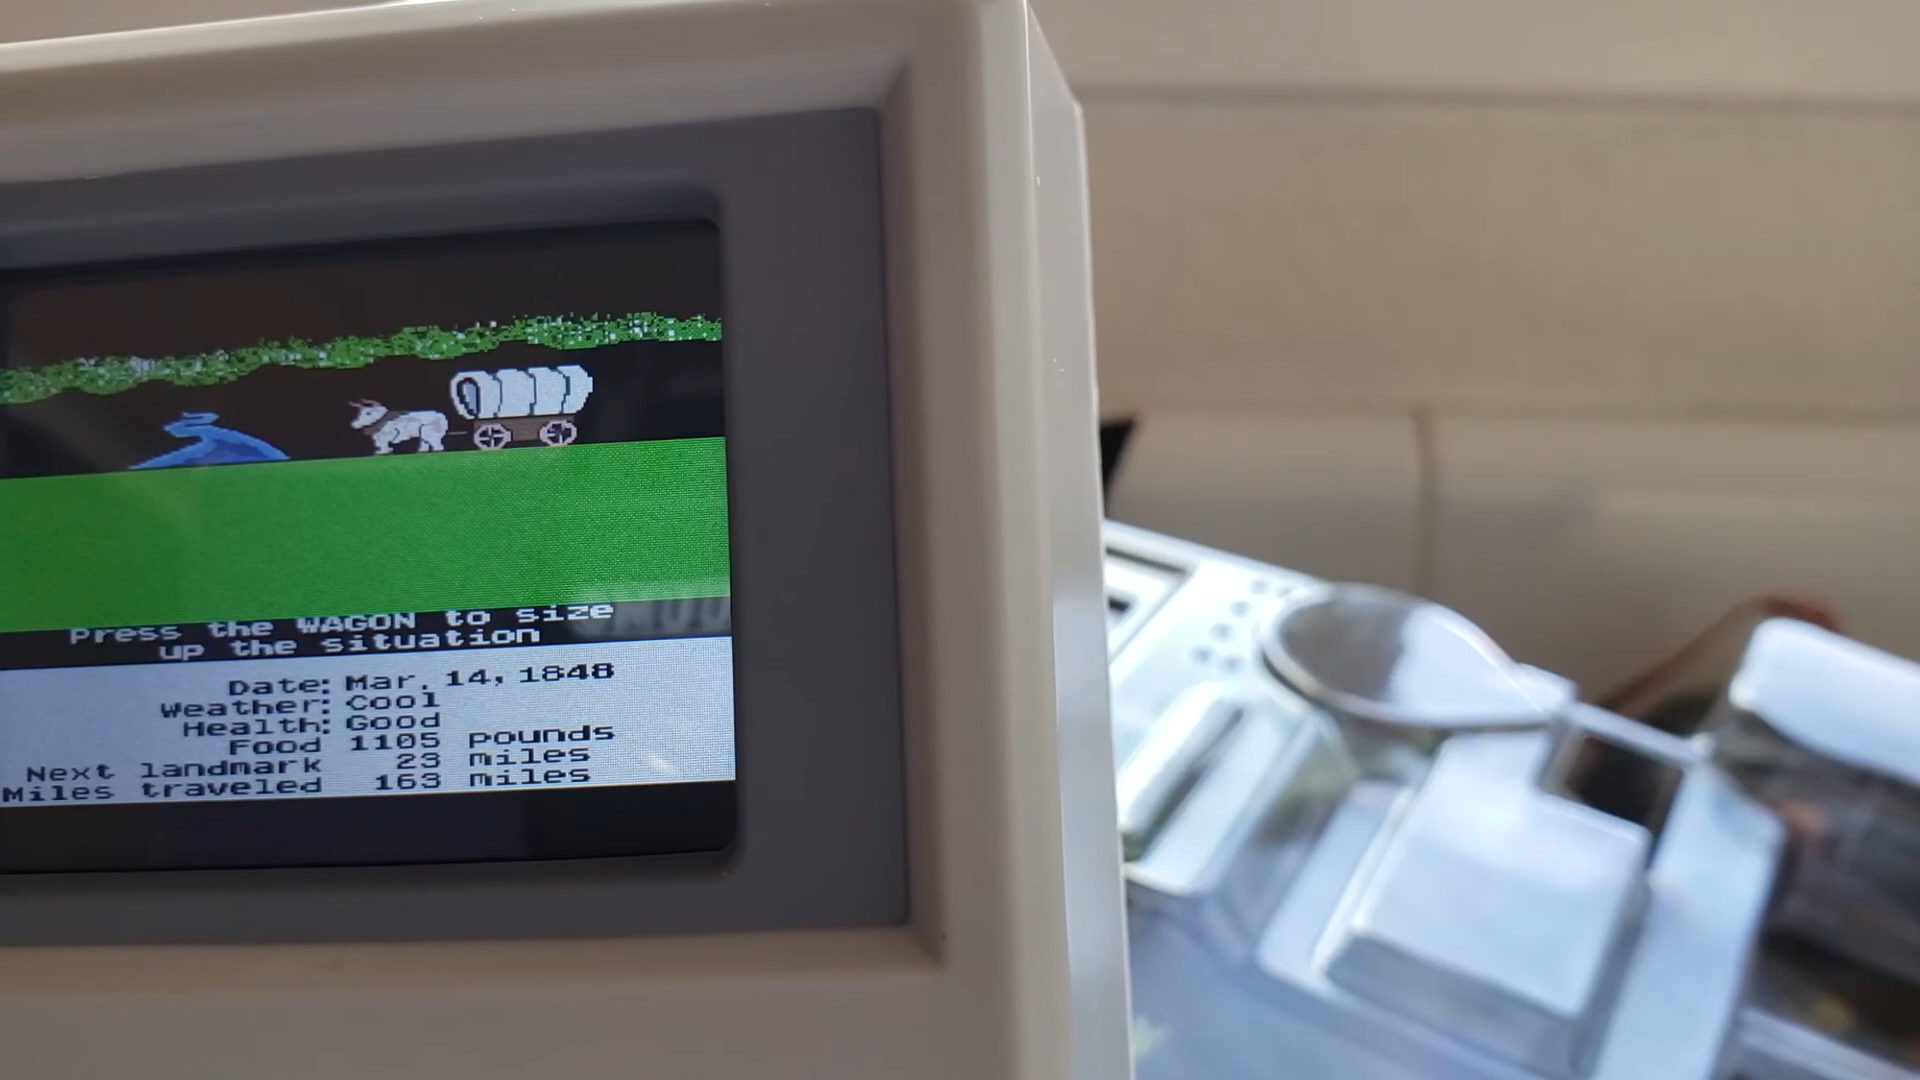 Press the WAGON to size
up the situation
Date: Mar. 14, 1848
Weather: Cool
Health: Good
Food 1105 pounds
Next landmark 23 miles
Miles traveled 163 miles